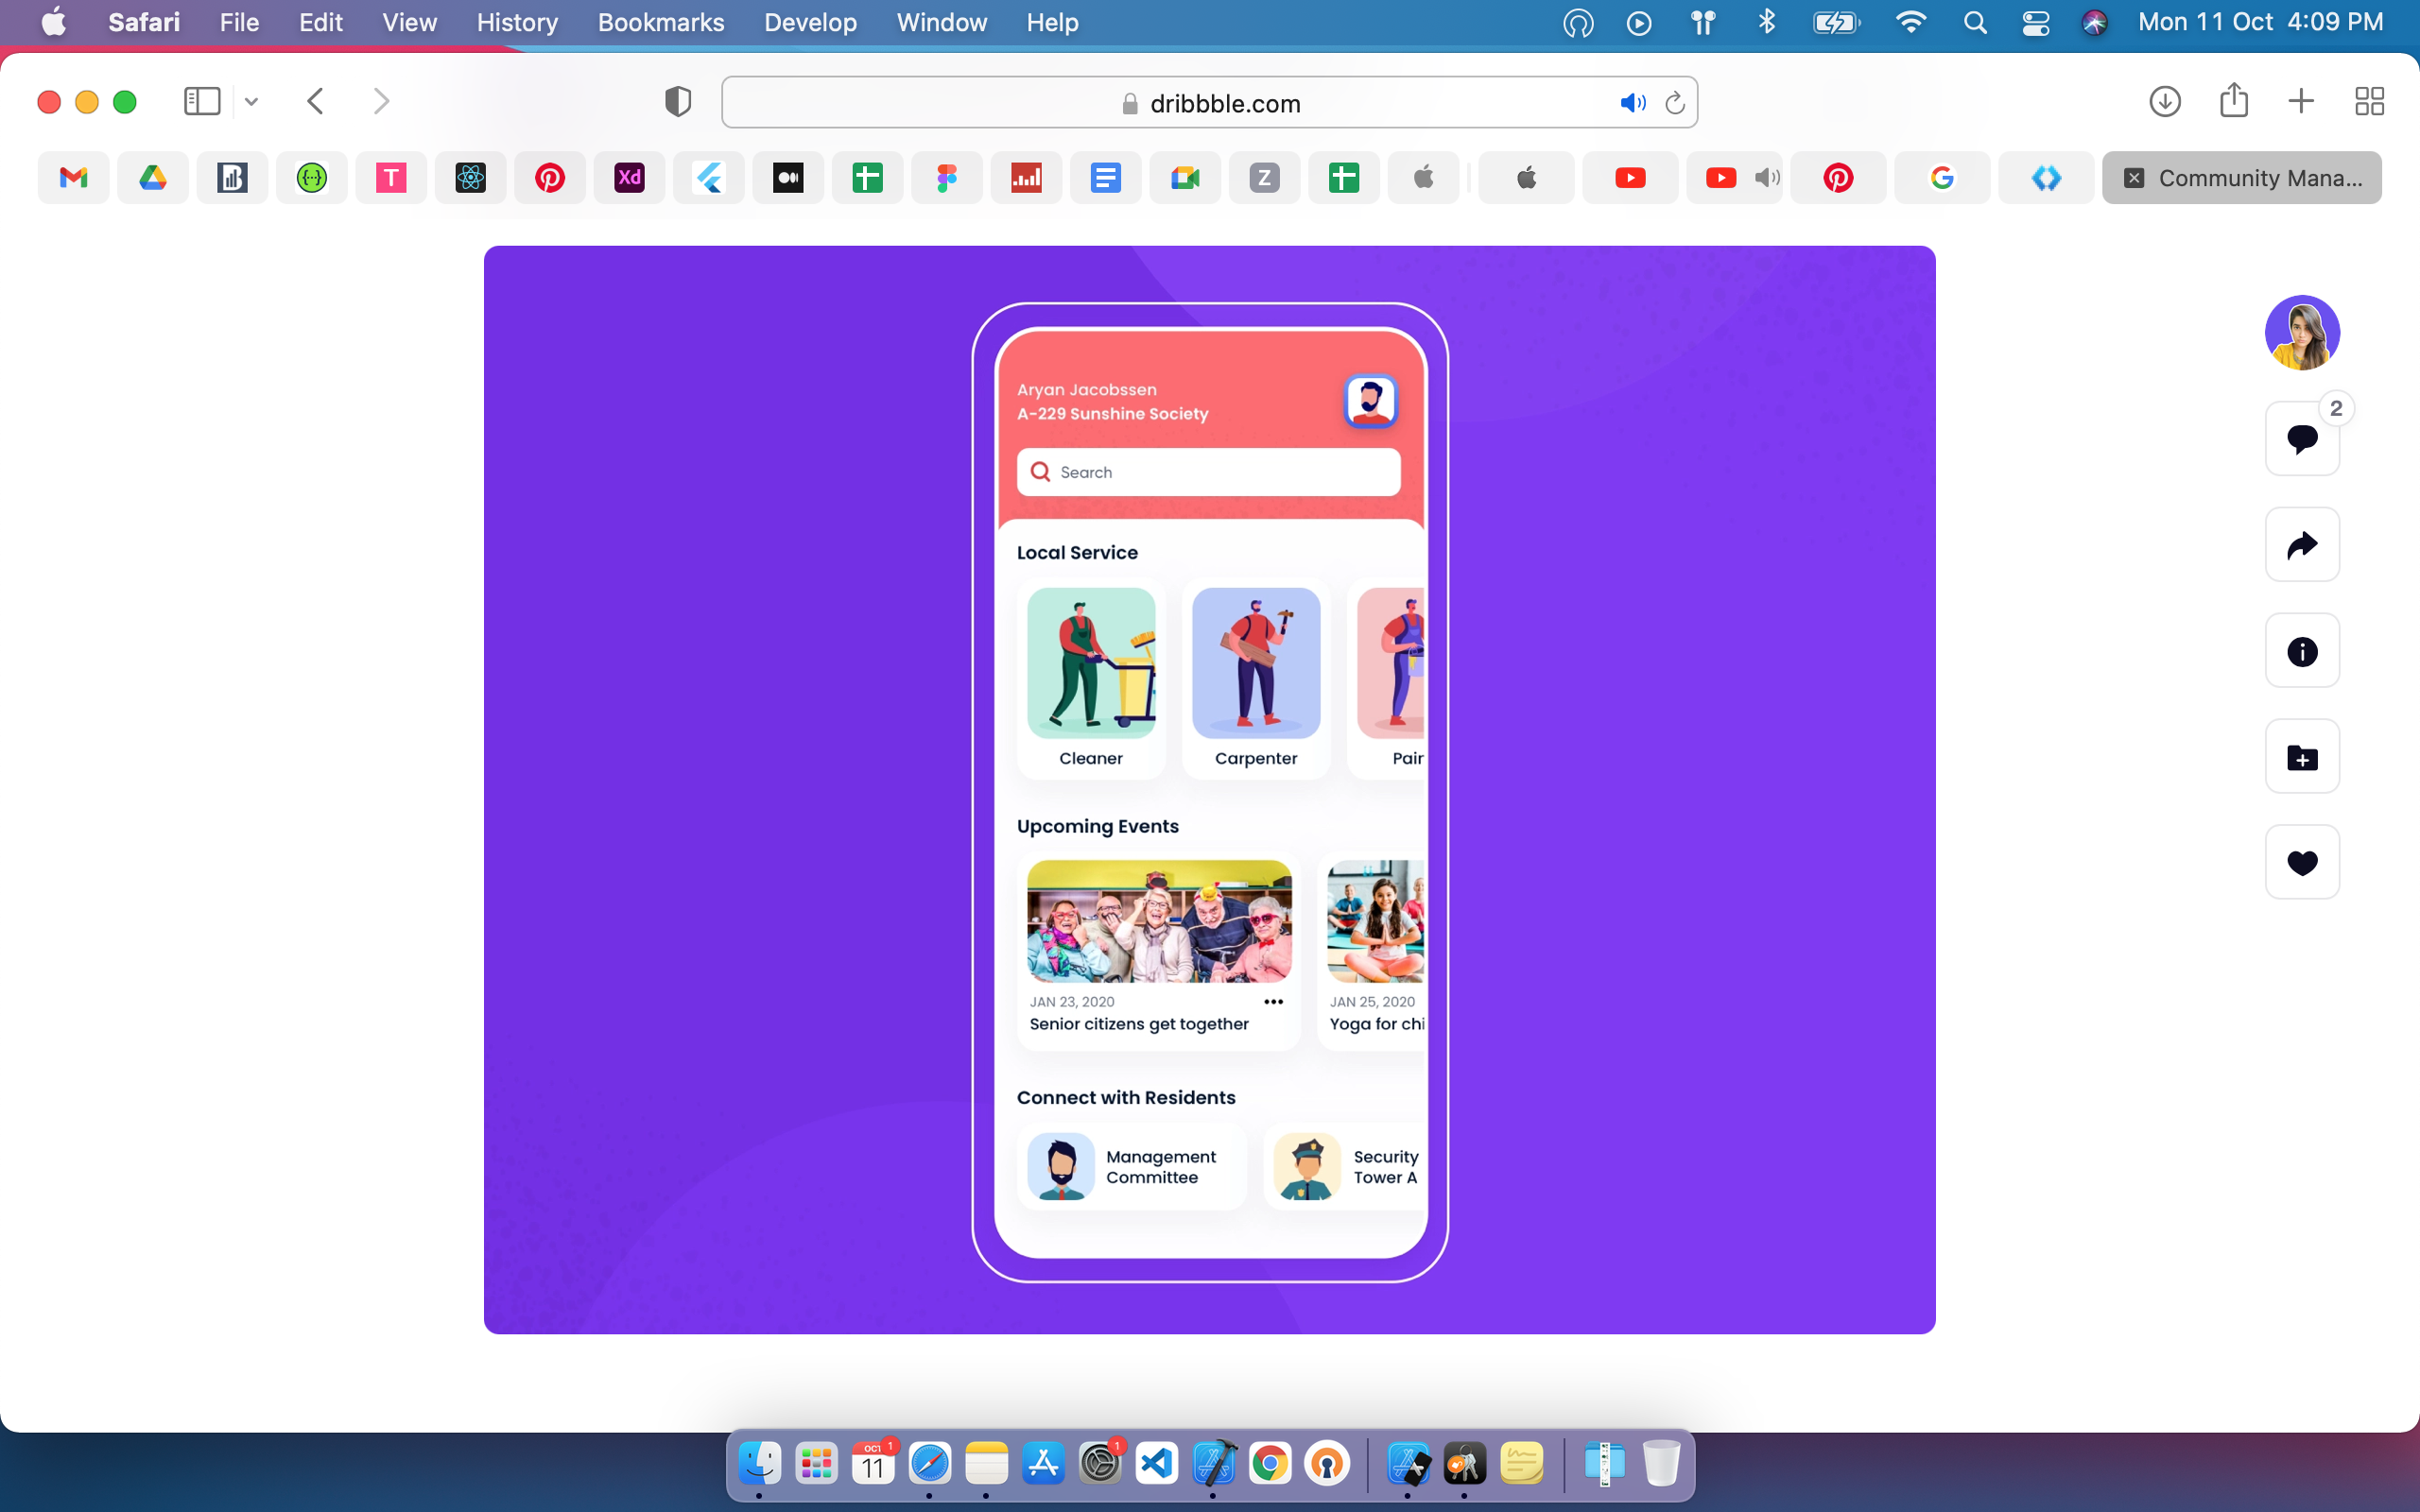 Safari File Edit View History Bookmarks Develop Window Help Mon 11 Oct 4:09 PM
dribbble.com
T Xd Z Community Mana...
Aryan Jacobssen
A-229 Sunshine Society
Search
2
Local Service
Cleaner Carpenter Pain
Upcoming Events
JAN 23, 2020 JAN 25, 2020
Senior citizens get together Yoga for chi
Connect with Residents
Management Committee
Security Tower A
OCT 1 1
11